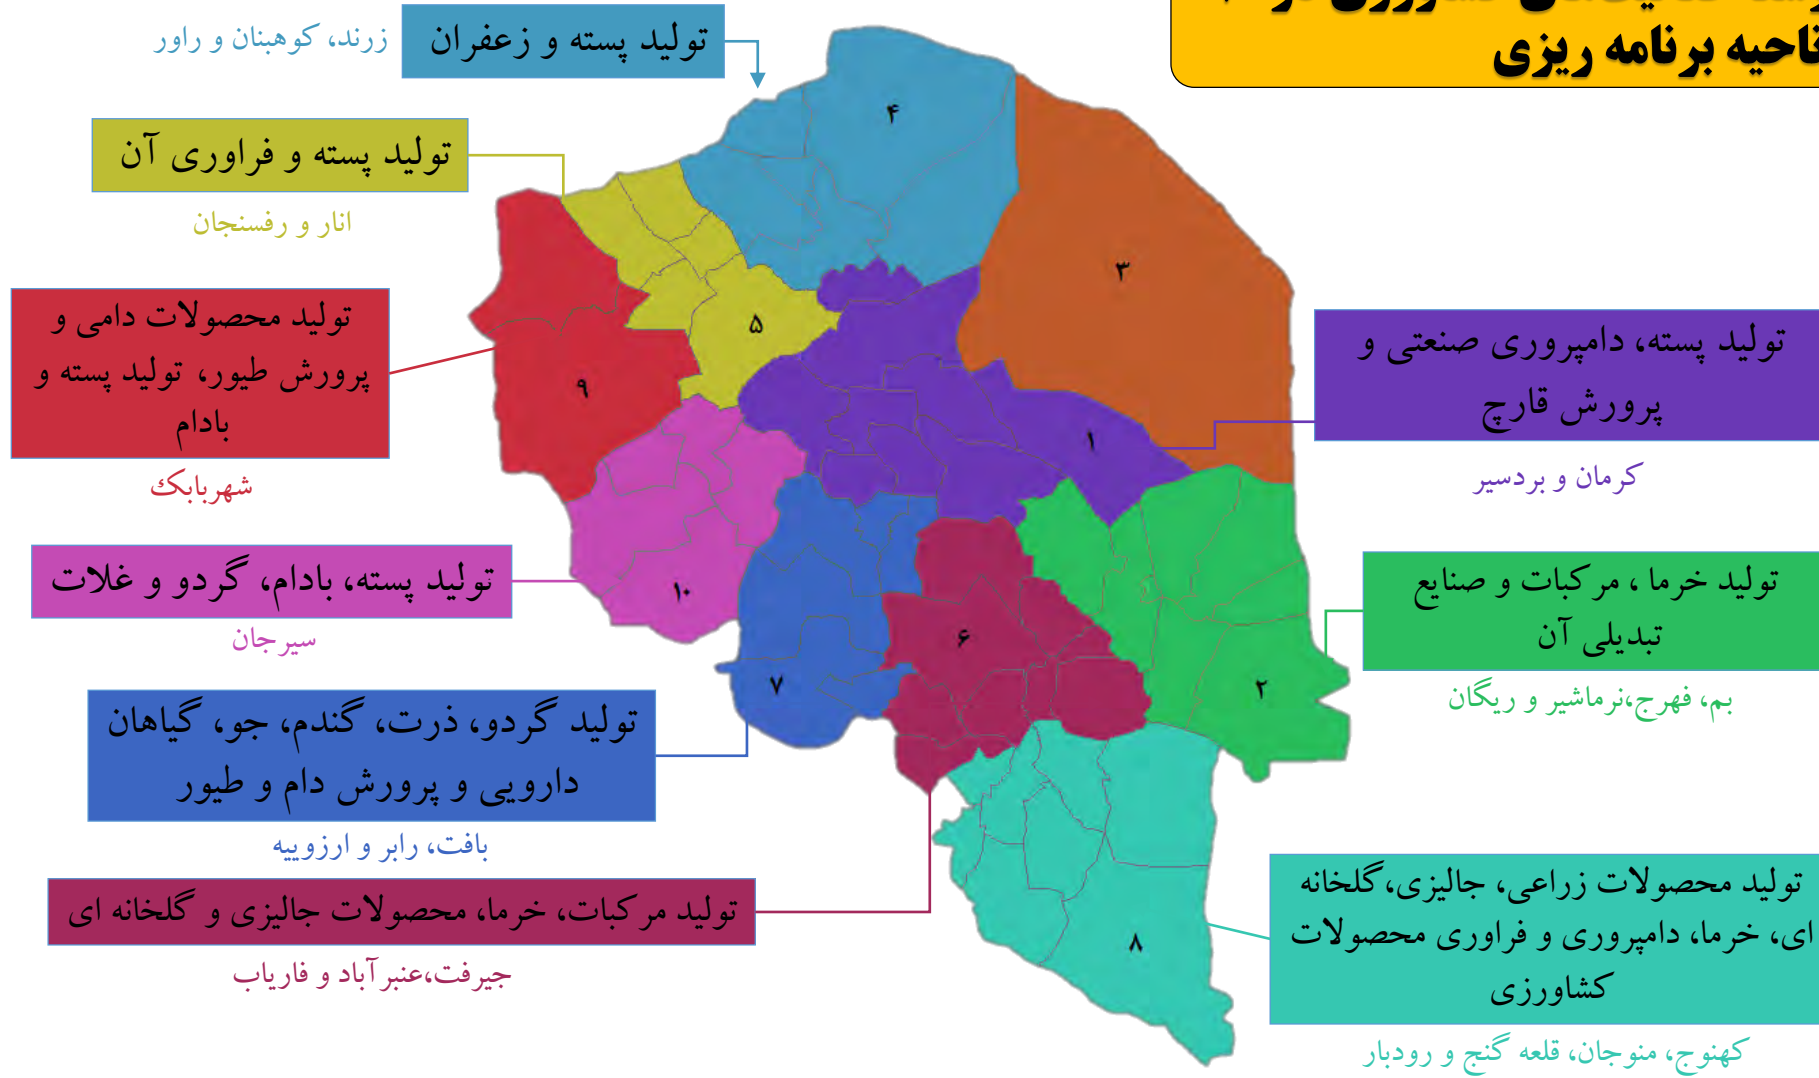 ناحیه برنامه ریزی
تولید پسته و زعفران
زرند، کوهبنان و راور
تولید پسته و فراوری آن
انار و رفسنجان
تولید محصولات دامی و
پرورش طیور، تولید پسته و
بادام
شهربابک
تولید پسته، بادام، گردو و غلات
سیرجان
تولید گردو، ذرت، گندم، جو، گیاهان
دارویی و پرورش دام و طیور
بافت، رابر و ارزوییه
تولید مرکبات، خرما، محصولات جالیزی و گلخانه ای
جیرفت،عنبرآباد و فاریاب
تولید پسته، دامپروری صنعتی و
پرورش قارچ
کرمان و بردسیر
تولید خرما ، مرکبات و صنایع
تبدیلی آن
بم، فهرج،نرماشیر و ریگان
تولید محصولات زراعی، جالیزی،گلخانه
ای، خرما، دامپروری و فراوری محصولات
کشاورزی
کهنوج، منوجان، قلعه گنج و رودبار
۴
۳
۵
۹
۱
۱۰
۶
۷
۲
۸